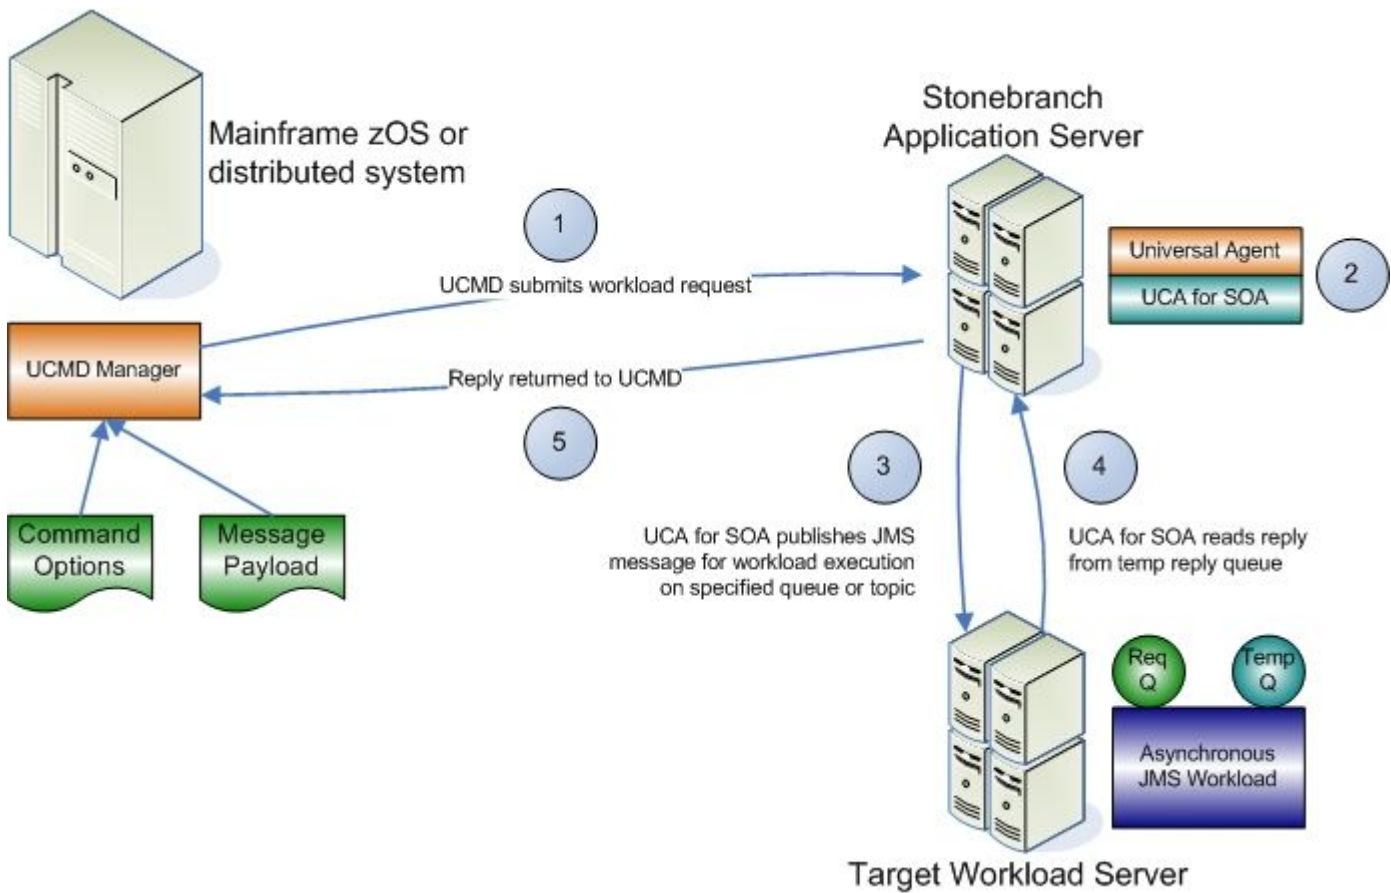 Mainframe zOS or
distributed system
Stonebranch
Application Server
1
UCMD submits workload request
Universal Agent
UCA for SOA
2
UCMD Manager
Reply returned to UCMD
5
3
4
Command
Options
Message
Payload
UCA for SOA publishes JMS
message for workload execution
on specified queue or topic
UCA for SOA reads reply
from temp reply queue
Req
Q
Temp
Q
Asynchronous
JMS Workload
Target Workload Server